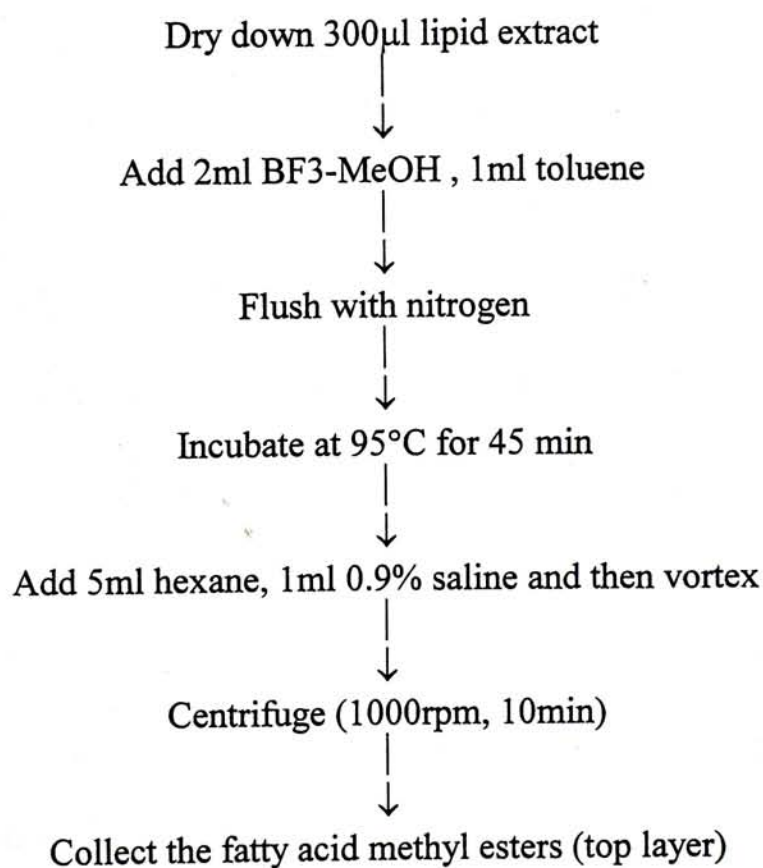 Dry down 300µl lipid extract
Add 2ml BF3-MeOH , 1ml toluene
Flush with nitrogen
Incubate at 95°C for 45 min
Add 5ml hexane, 1ml 0.9% saline and then vortex
Centrifuge (1000rpm, 10min)
Collect the fatty acid methyl esters (top layer)